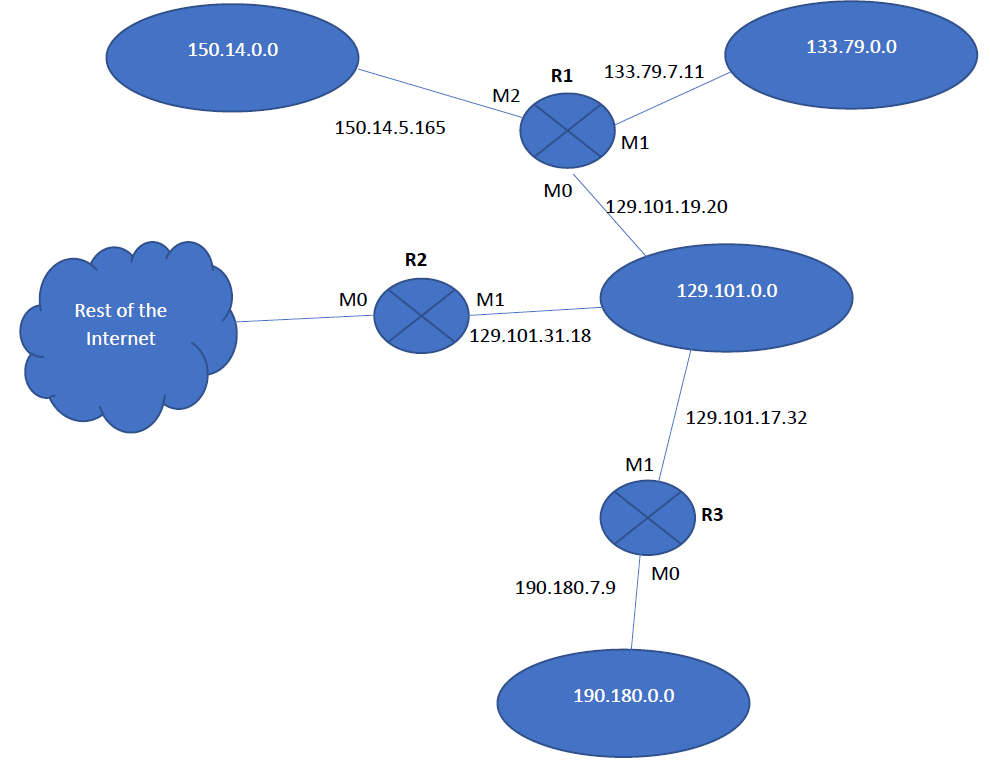 150.14.0.0
133.79.0.0
R1
133.79.7.11
M2
150.14.5.165
M1
M0
129.101.19.20
R2
129.101.0.0
M0
M1
Rest of the
Internet
129.101.31.18
129.101.17.32
M1
R3
M0
190.180.7.9
190.180.0.0